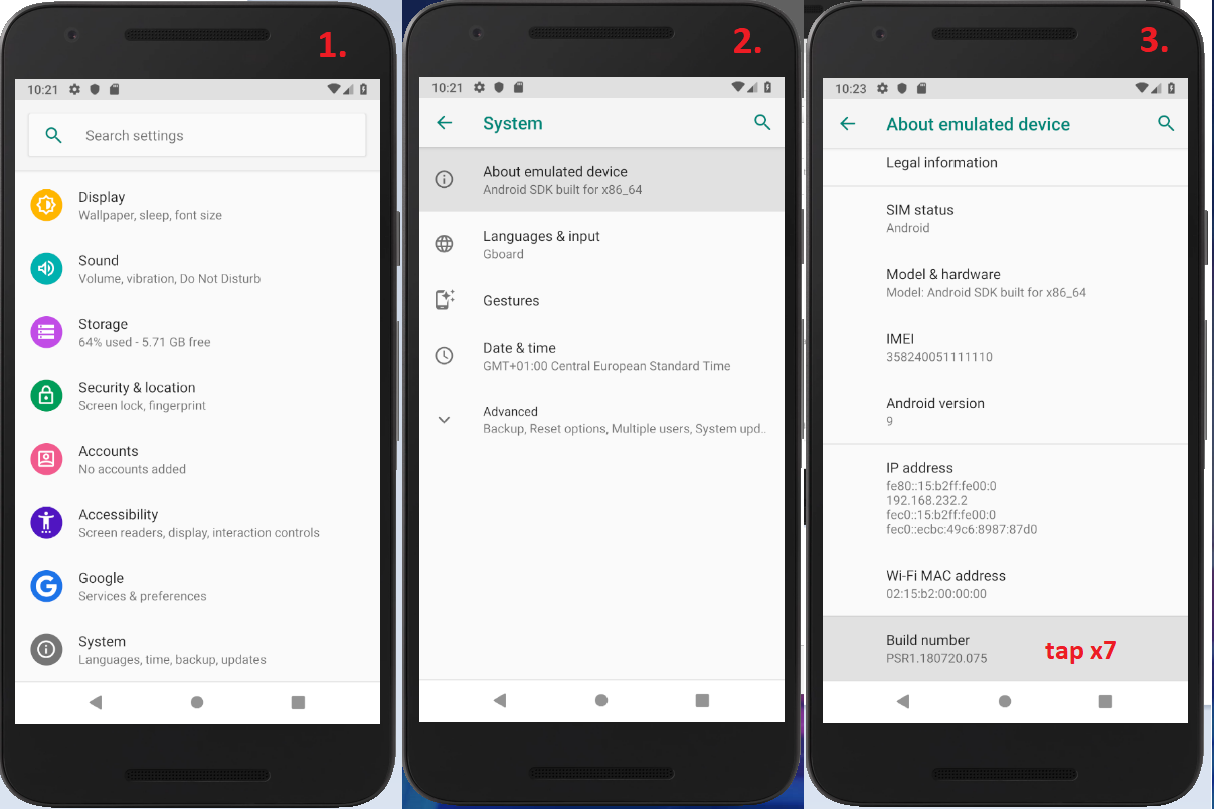 1.
10:21
Search settings
Display
Wallpaper, sleep, font size
Sound
Volume, vibration, Do Not Disturb
Storage
64% used - 5.71 GB free
Security & location
Screen lock, fingerprint
Accounts
No accounts added
Accessibility
Screen readers, display, interaction controls
Google
Services & preferences
System
Languages, time, backup, updates
2.
10:21
System
About emulated device
Android SDK built for x86_64
Languages & input
Gboard
Gestures
Date & time
GMT+01:00 Central European Standard Time
Advanced
Backup, Reset options, Multiple users, System upd..
3.
10:23
About emulated device
Legal information
SIM status
Android
Model & hardware
Model: Android SDK built for x86_64
IMEI
358240051111110
Android version
9
IP address
fe80::15:b2ff:fe00:0
192.168.232.2
fec0::15:b2ff:fe00:0
fec0::ecbc:49c6:8987:87d0
Wi-Fi MAC address
02:15:b2:00:00:00
Build number
PSR1.180720.075
tap x7